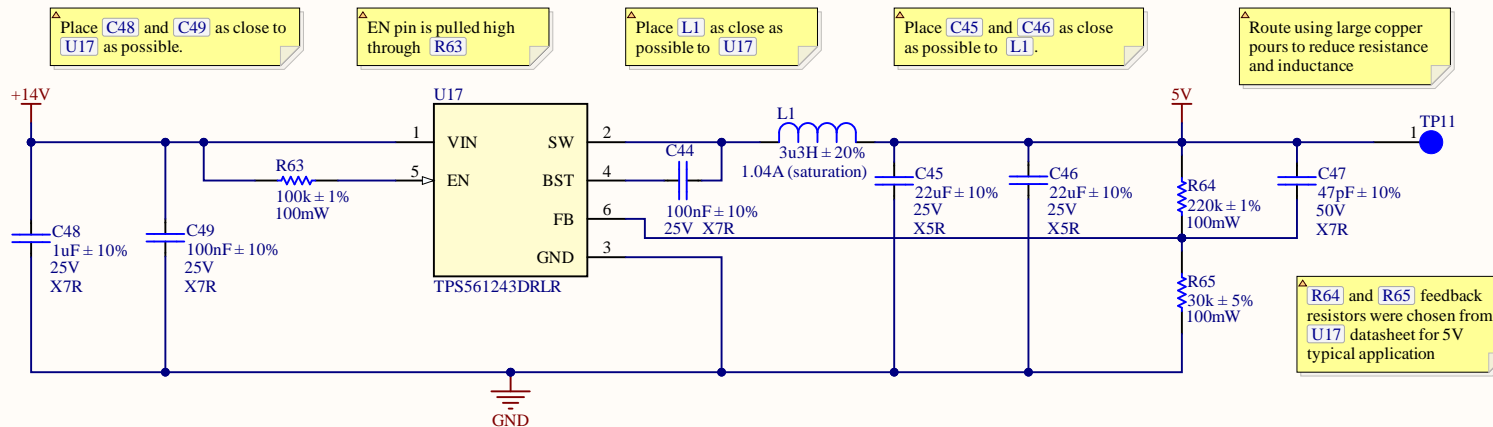 Place C48 and C49 as close to
U17 as possible.
EN pin is pulled high
through R63
Place L1 as close as
possible to U17
Place C45 and C46 as close
as possible to L1.
Route using large copper
pours to reduce resistance
and inductance
+14V
U17
1
VIN
SW
2
5
EN
BST
4
FB
6
GND
3
TPS561243DRLR
R63
100k ± 1%
100mW
C48
1uF ± 10%
25V
X7R
C49
100nF ± 10%
25V
X7R
C44
100nF ± 10%
25V X7R
L1
3u3H ± 20%
1.04A (saturation)
C45
22uF ± 10%
25V
X5R
C46
22uF ± 10%
25V
X5R
5V
R64
220k ± 1%
100mW
C47
47pF ± 10%
50V
X7R
1
TP11
R65
30k ± 5%
100mW
R64 and R65 feedback
resistors were chosen from
U17 datasheet for 5V
typical application
GND